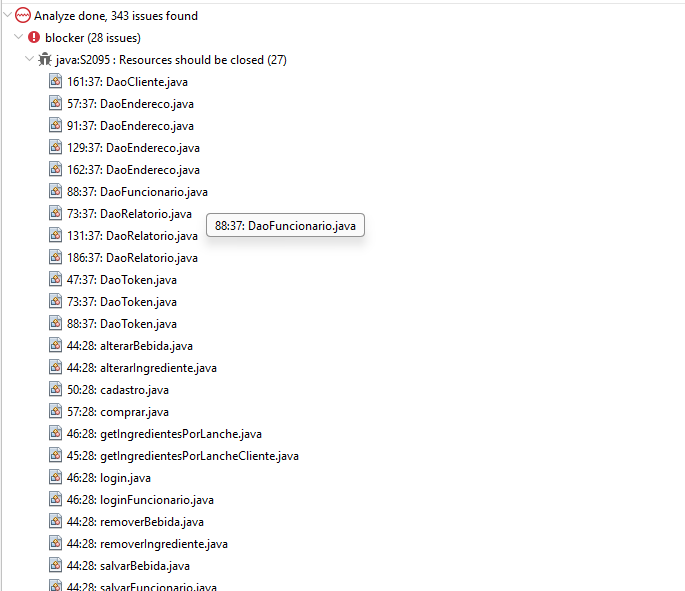 Analyze done, 343 issues found
blocker (28 issues)
java:S2095 : Resources should be closed (27)
161:37: DaoCliente.java
57:37: DaoEndereco.java
91:37: DaoEndereco.java
129:37: DaoEndereco.java
162:37: DaoEndereco.java
88:37: DaoFuncionario.java
73:37: DaoRelatorio.java
88:37: DaoFuncionario.java
131:37: DaoRelatorio.java
186:37: DaoRelatorio.java
47:37: DaoToken.java
73:37: DaoToken.java
88:37: DaoToken.java
44:28: alterarBebida.java
44:28: alterarIngrediente.java
50:28: cadastro.java
57:28: comprar.java
46:28: getIngredientesPorLanche.java
45:28: getIngredientesPorLancheCliente.java
46:28: login.java
46:28: loginFuncionario.java
44:28: removerBebida.java
44:28: removerIngrediente.java
44:28: salvarBebida.java
44:28: salvarFuncionario.java